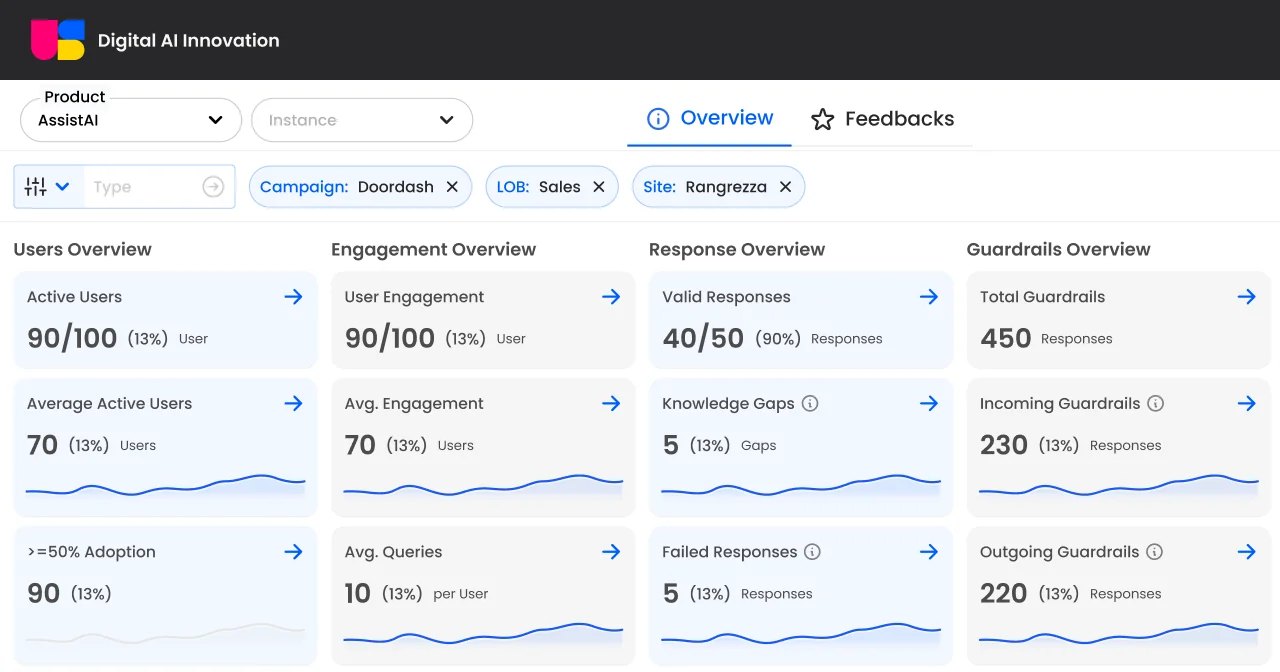 Digital AI Innovation
Product
AssistAI
Instance
Overview
Feedbacks
Type
Campaign: Doordash
LOB: Sales
Site: Rangrezza
Users Overview
Active Users
90/100 (13%) User
Average Active Users
70 (13%) Users
>=50% Adoption
90 (13%)
Engagement Overview
User Engagement
90/100 (13%) User
Avg. Engagement
70 (13%) Users
Avg. Queries
10 (13%) per User
Response Overview
Valid Responses
40/50 (90%) Responses
Knowledge Gaps
5 (13%) Gaps
Failed Responses
5 (13%) Responses
Guardrails Overview
Total Guardrails
450 Responses
Incoming Guardrails
230 (13%) Responses
Outgoing Guardrails
220 (13%) Responses